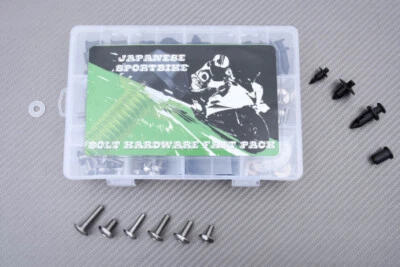 JAPANESE
SPORTBIKE
BOLT HARDWARE FAST PACK